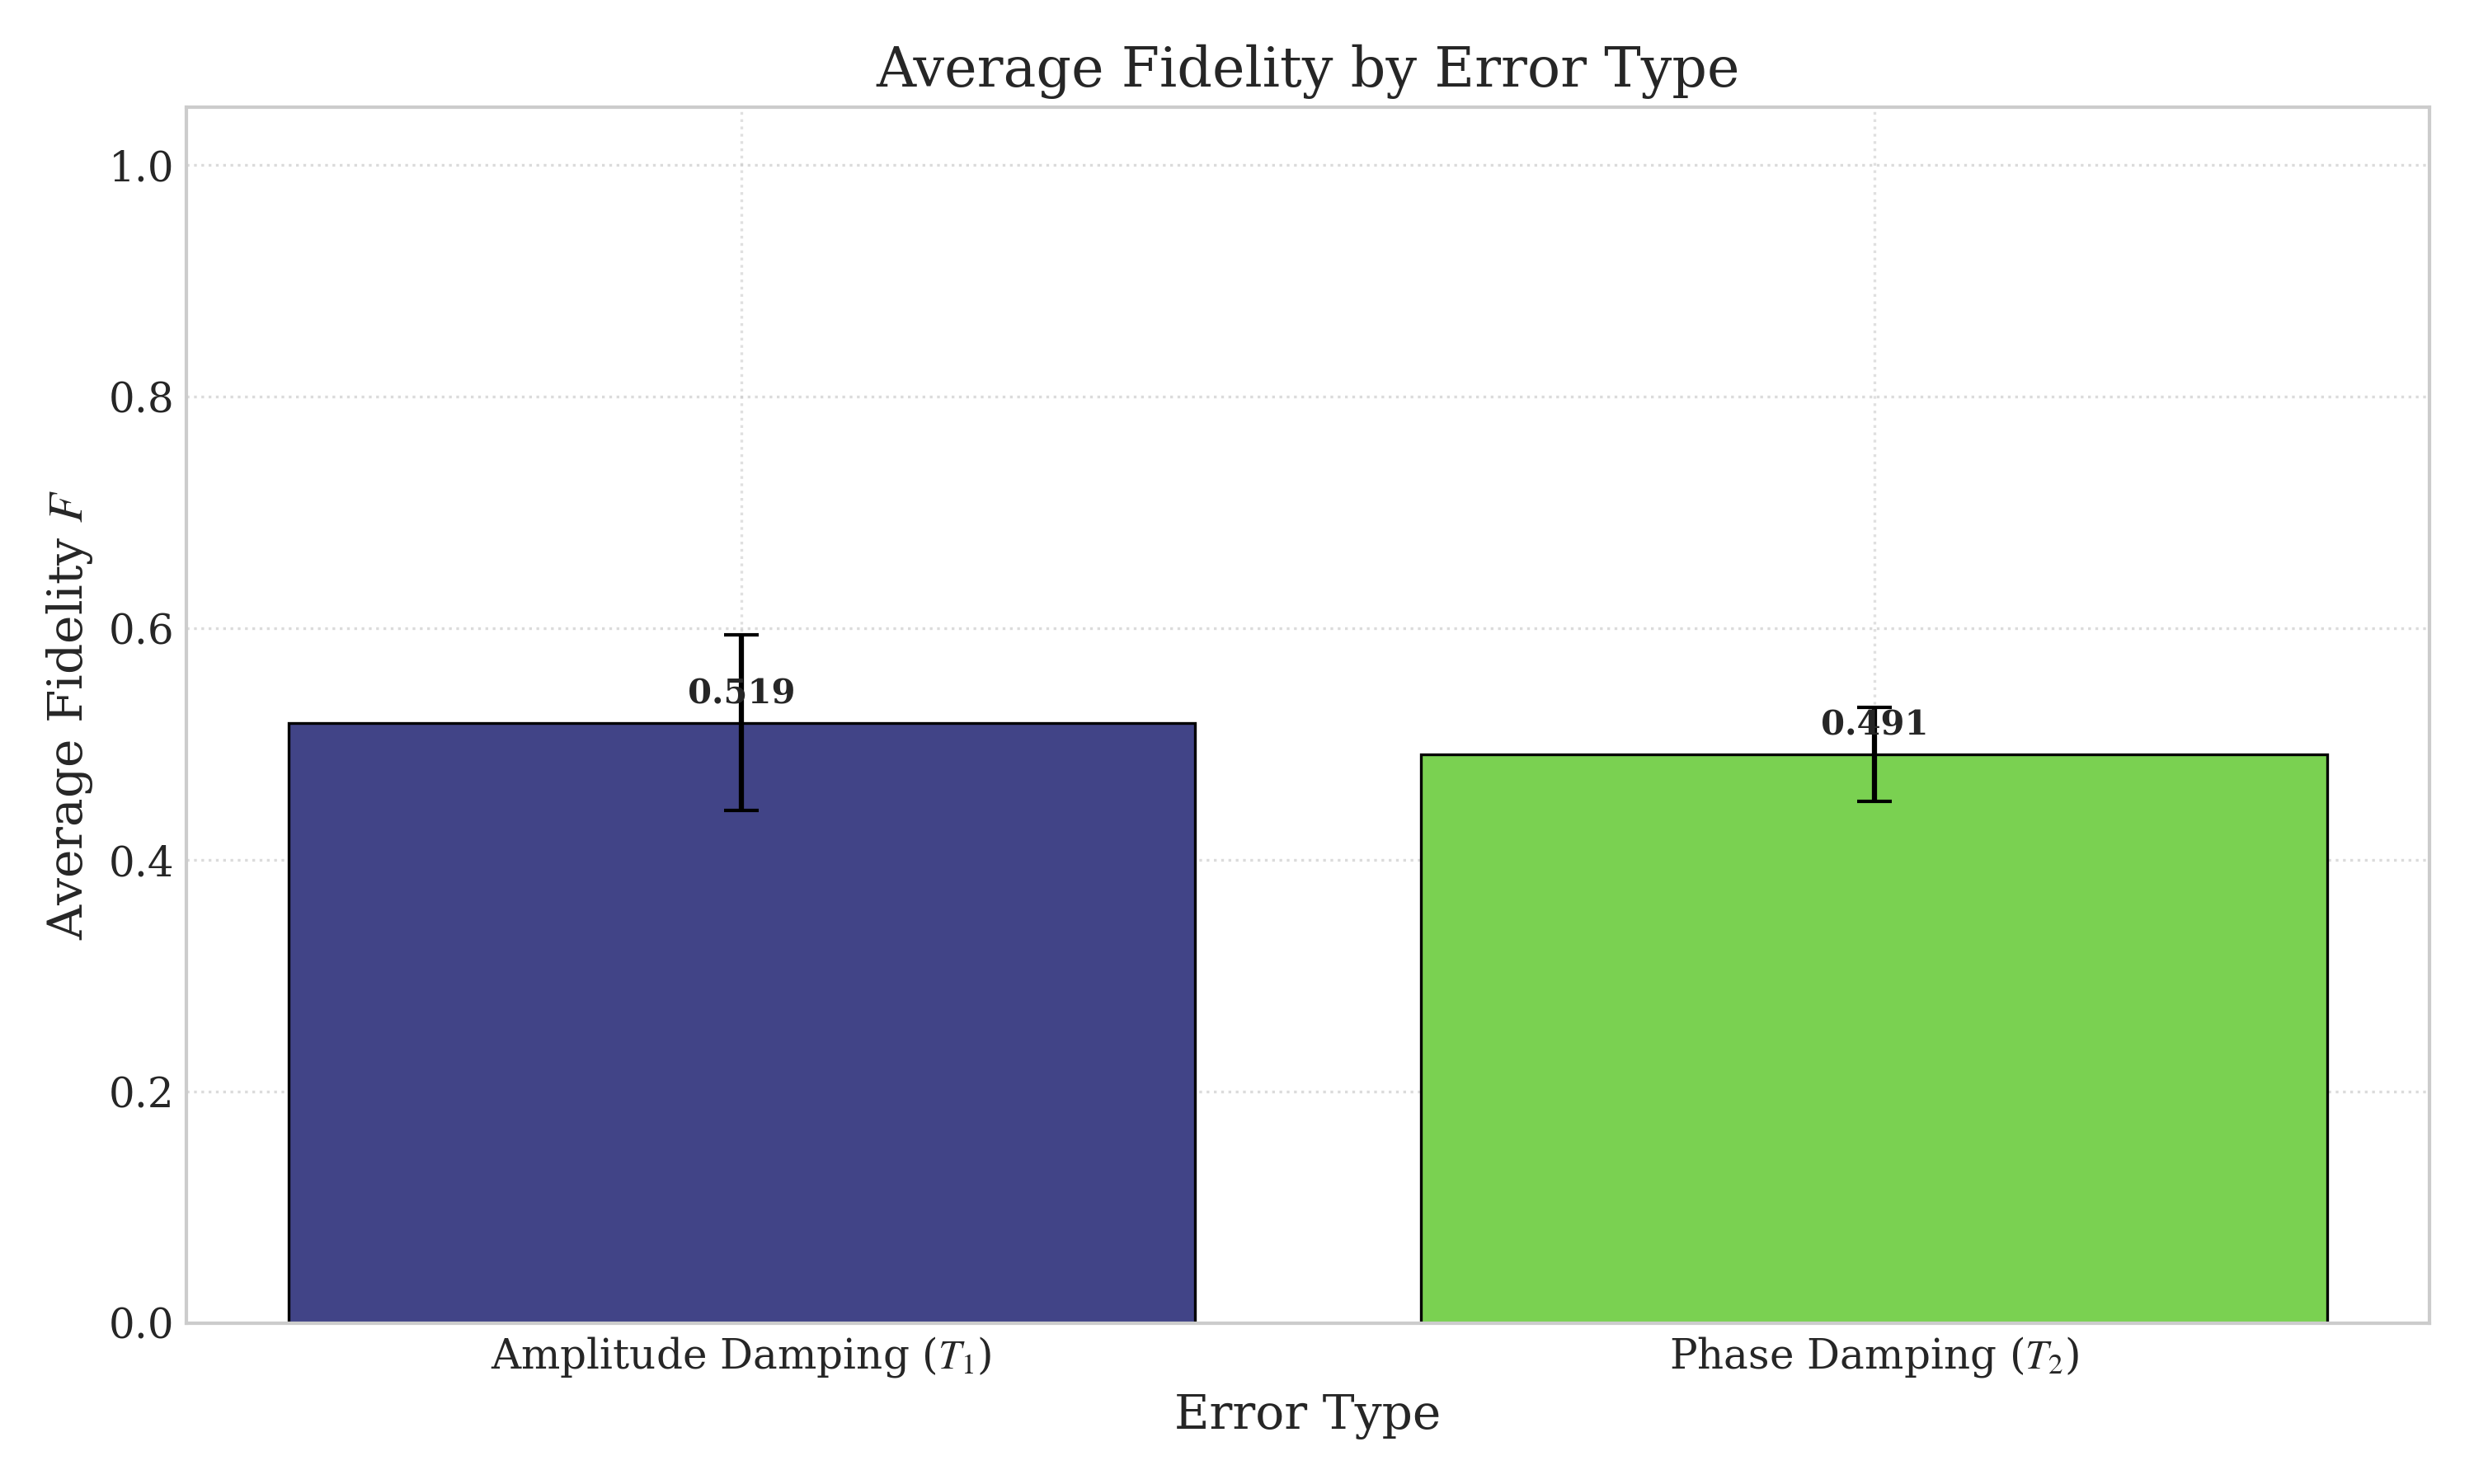 Average Fidelity by Error Type
Average Fidelity F
1.0
0.8
0.6
0.4
0.2
0.0
0.519
0.491
Amplitude Damping (T₁)
Phase Damping (T₂)
Error Type